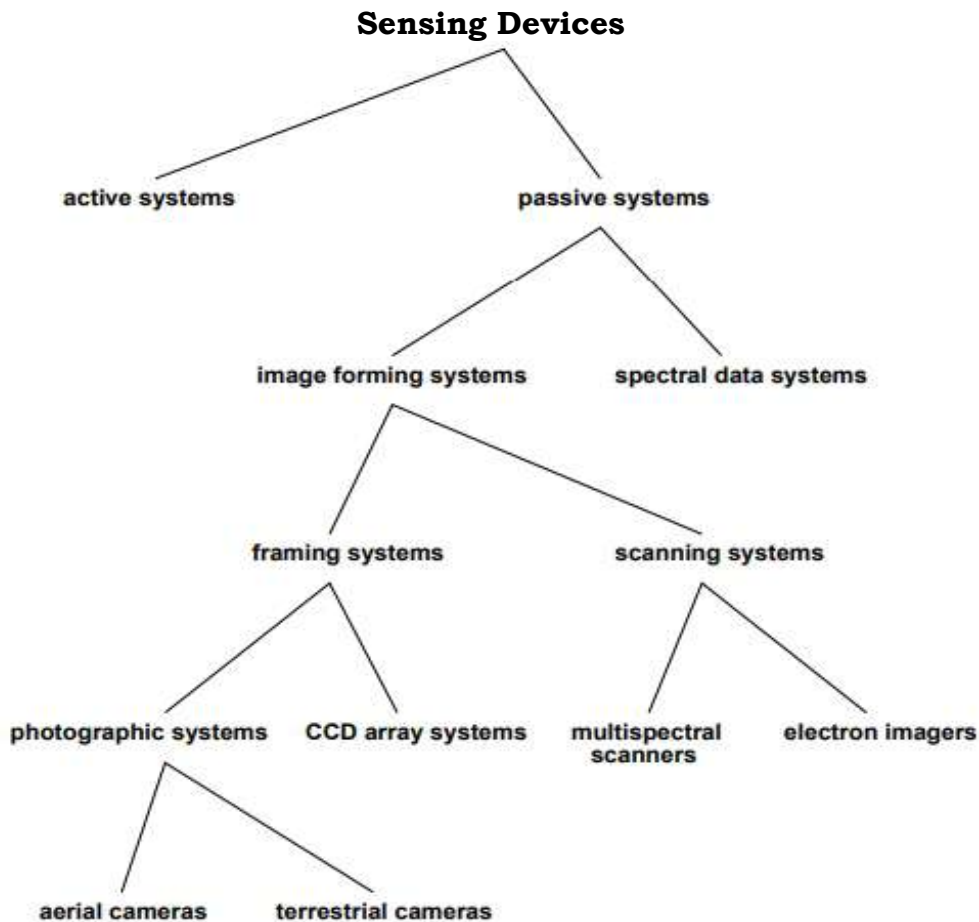 Sensing Devices
active systems
passive systems
image forming systems
spectral data systems
framing systems
scanning systems
photographic systems
CCD array systems
multispectral
scanners
electron imagers
aerial cameras
terrestrial cameras